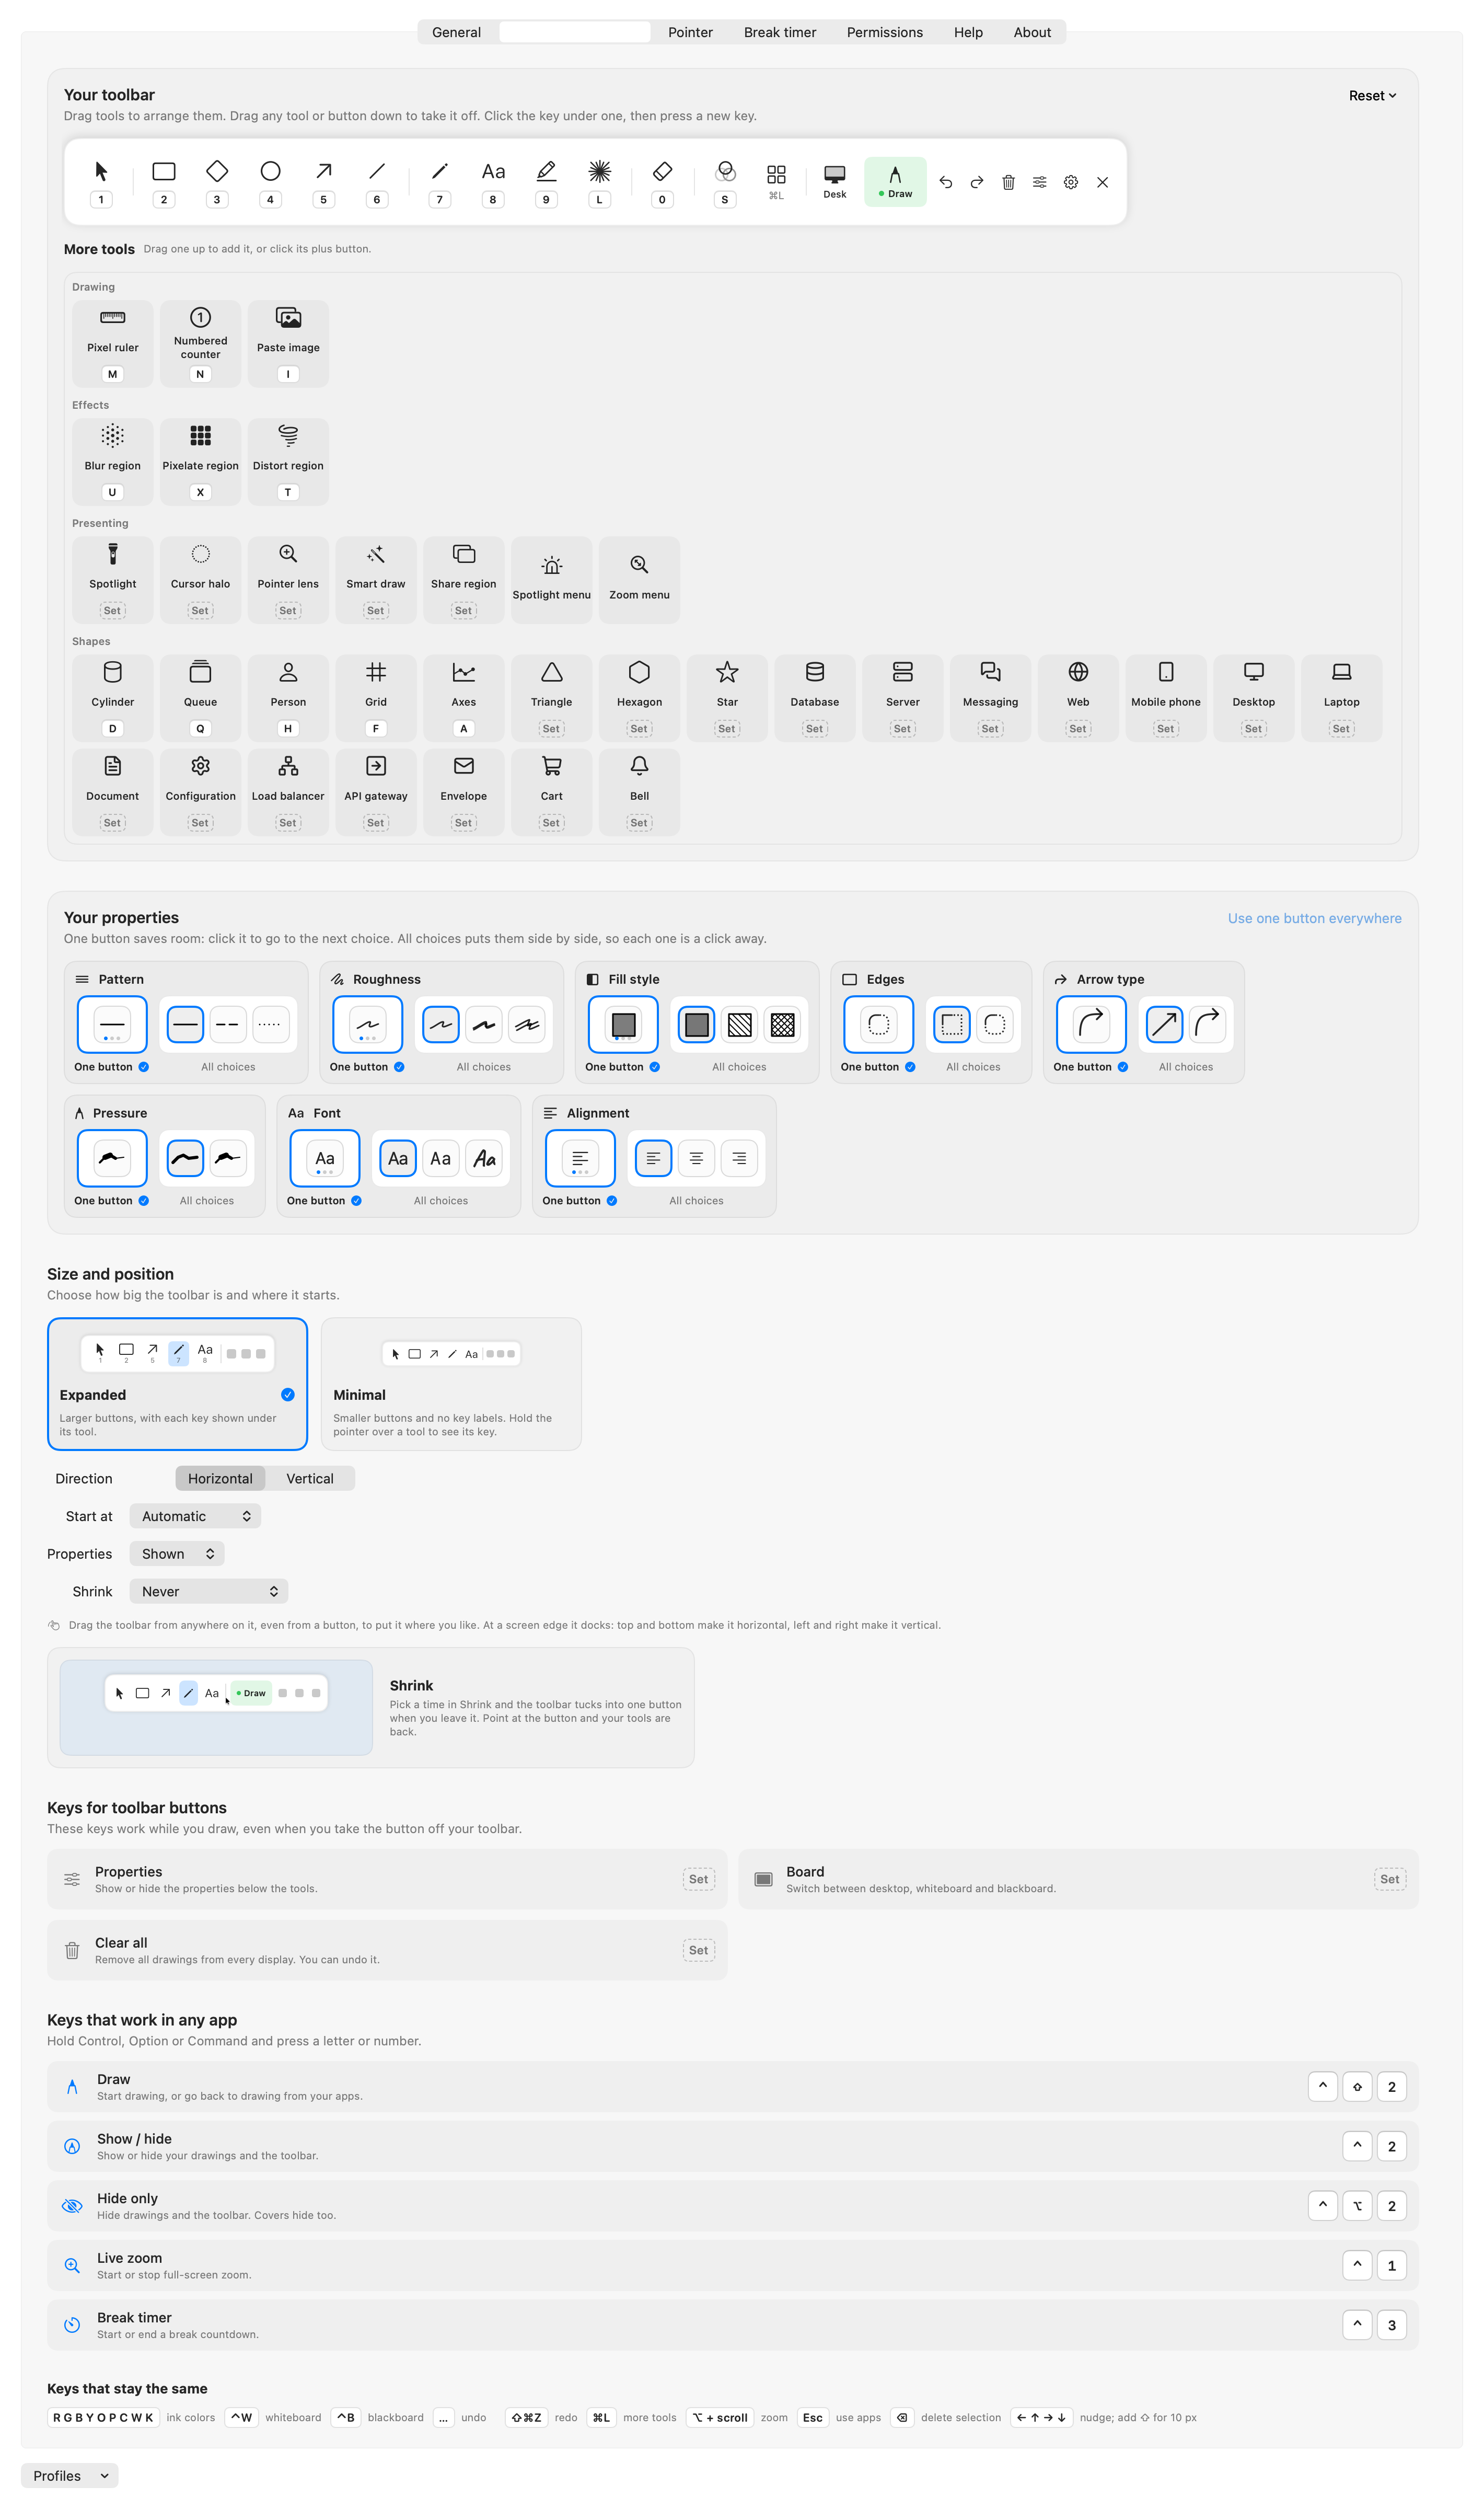 General Pointer Break timer Permissions Help About
Your toolbar
Reset
Drag tools to arrange them. Drag any tool or button down to take it off. Click the key under one, then press a new key.
Aa
Desk Draw
1 2 3 4 5 6 7 8 9 L 0 S ⌘L
More tools Drag one up to add it, or click its plus button.
Drawing
1
Pixel ruler
Numbered counter
Paste image
M N I
Effects
Blur region Pixelate region Distort region
U X T
Presenting
Spotlight Cursor halo Pointer lens Smart draw Share region Spotlight menu Zoom menu
Set Set Set Set Set
Shapes
Cylinder Queue Person Grid Axes Triangle Hexagon Star Database Server Messaging Web Mobile phone Desktop Laptop
D Q H F A Set Set Set Set Set Set Set Set Set Set
Document Configuration Load balancer API gateway Envelope Cart Bell
Set Set Set Set Set Set Set
Your properties
Use one button everywhere
One button saves room: click it to go to the next choice. All choices puts them side by side, so each one is a click away.
Pattern Roughness Fill style Edges Arrow type
One button All choices One button All choices One button All choices One button All choices One button All choices
Pressure Aa Font Alignment
Aa Aa Aa Aa
One button All choices One button All choices One button All choices
Size and position
Choose how big the toolbar is and where it starts.
Aa
1 2 5 7 8
Aa
Expanded
Larger buttons, with each key shown under
its tool.
Minimal
Smaller buttons and no key labels. Hold the
pointer over a tool to see its key.
Direction Horizontal Vertical
Start at Automatic
Properties Shown
Shrink Never
Drag the toolbar from anywhere on it, even from a button, to put it where you like. At a screen edge it docks: top and bottom make it horizontal, left and right make it vertical.
Aa Draw
Shrink
Pick a time in Shrink and the toolbar tucks into one button
when you leave it. Point at the button and your tools are
back.
Keys for toolbar buttons
These keys work while you draw, even when you take the button off your toolbar.
Properties
Show or hide the properties below the tools.
Set
Board
Switch between desktop, whiteboard and blackboard.
Set
Clear all
Remove all drawings from every display. You can undo it.
Set
Keys that work in any app
Hold Control, Option or Command and press a letter or number.
Draw
Start drawing, or go back to drawing from your apps.
^ ⇧ 2
Show / hide
Show or hide your drawings and the toolbar.
^ 2
Hide only
Hide drawings and the toolbar. Covers hide too.
^ ⌥ 2
Live zoom
Start or stop full-screen zoom.
^ 1
Break timer
Start or end a break countdown.
^ 3
Keys that stay the same
R G B Y O P C W K ink colors ^W whiteboard ^B blackboard ... undo ⇧⌘Z redo ⌘L more tools ⌥ + scroll zoom Esc use apps ⌫ delete selection ← ↑ → ↓ nudge; add ⇧ for 10 px
Profiles